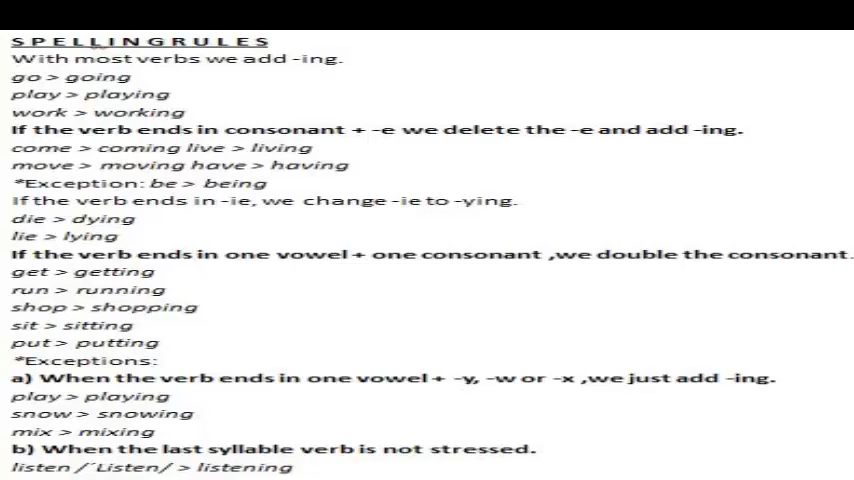 S P E L L I N G R U L E S
With most verbs we add -ing.
go > going
play > playing
work > working
If the verb ends in consonant + -e we delete the -e and add -ing.
come > coming live > living
move > moving have > having
*Exception: be > being
If the verb ends in -ie, we change -ie to -ying.
die > dying
lie > lying
If the verb ends in one vowel + one consonant ,we double the consonant.
get > getting
run > running
shop > shopping
sit > sitting
put > putting
*Exceptions:
a) When the verb ends in one vowel + -y, -w or -x ,we just add -ing.
play > playing
snow > snowing
mix > mixing
b) When the last syllable verb is not stressed.
listen /´Listen/ > listening